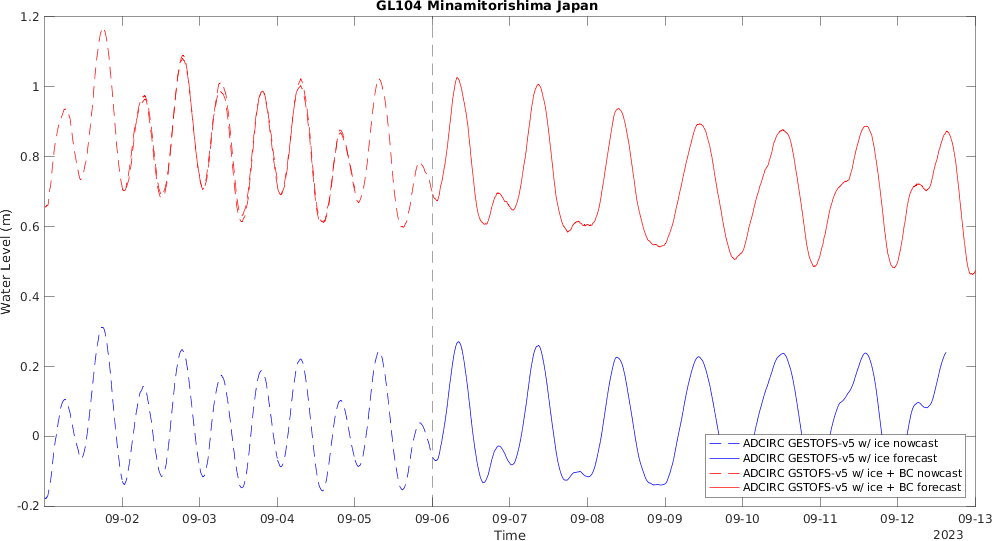 GL104 Minamitorishima Japan
1.2
1
0.8
0.6
0.4
0.2
0
-0.2
Water Level (m)
09-02 09-03 09-04 09-05 09-06 09-07 09-08 09-09 09-10 09-11 09-12 09-13
Time
2023
ADCIRC GESTOFS-v5 w/ ice nowcast
ADCIRC GESTOFS-v5 w/ ice forecast
ADCIRC GSTOFS-v5 w/ ice + BC nowcast
ADCIRC GSTOFS-v5 w/ ice + BC forecast